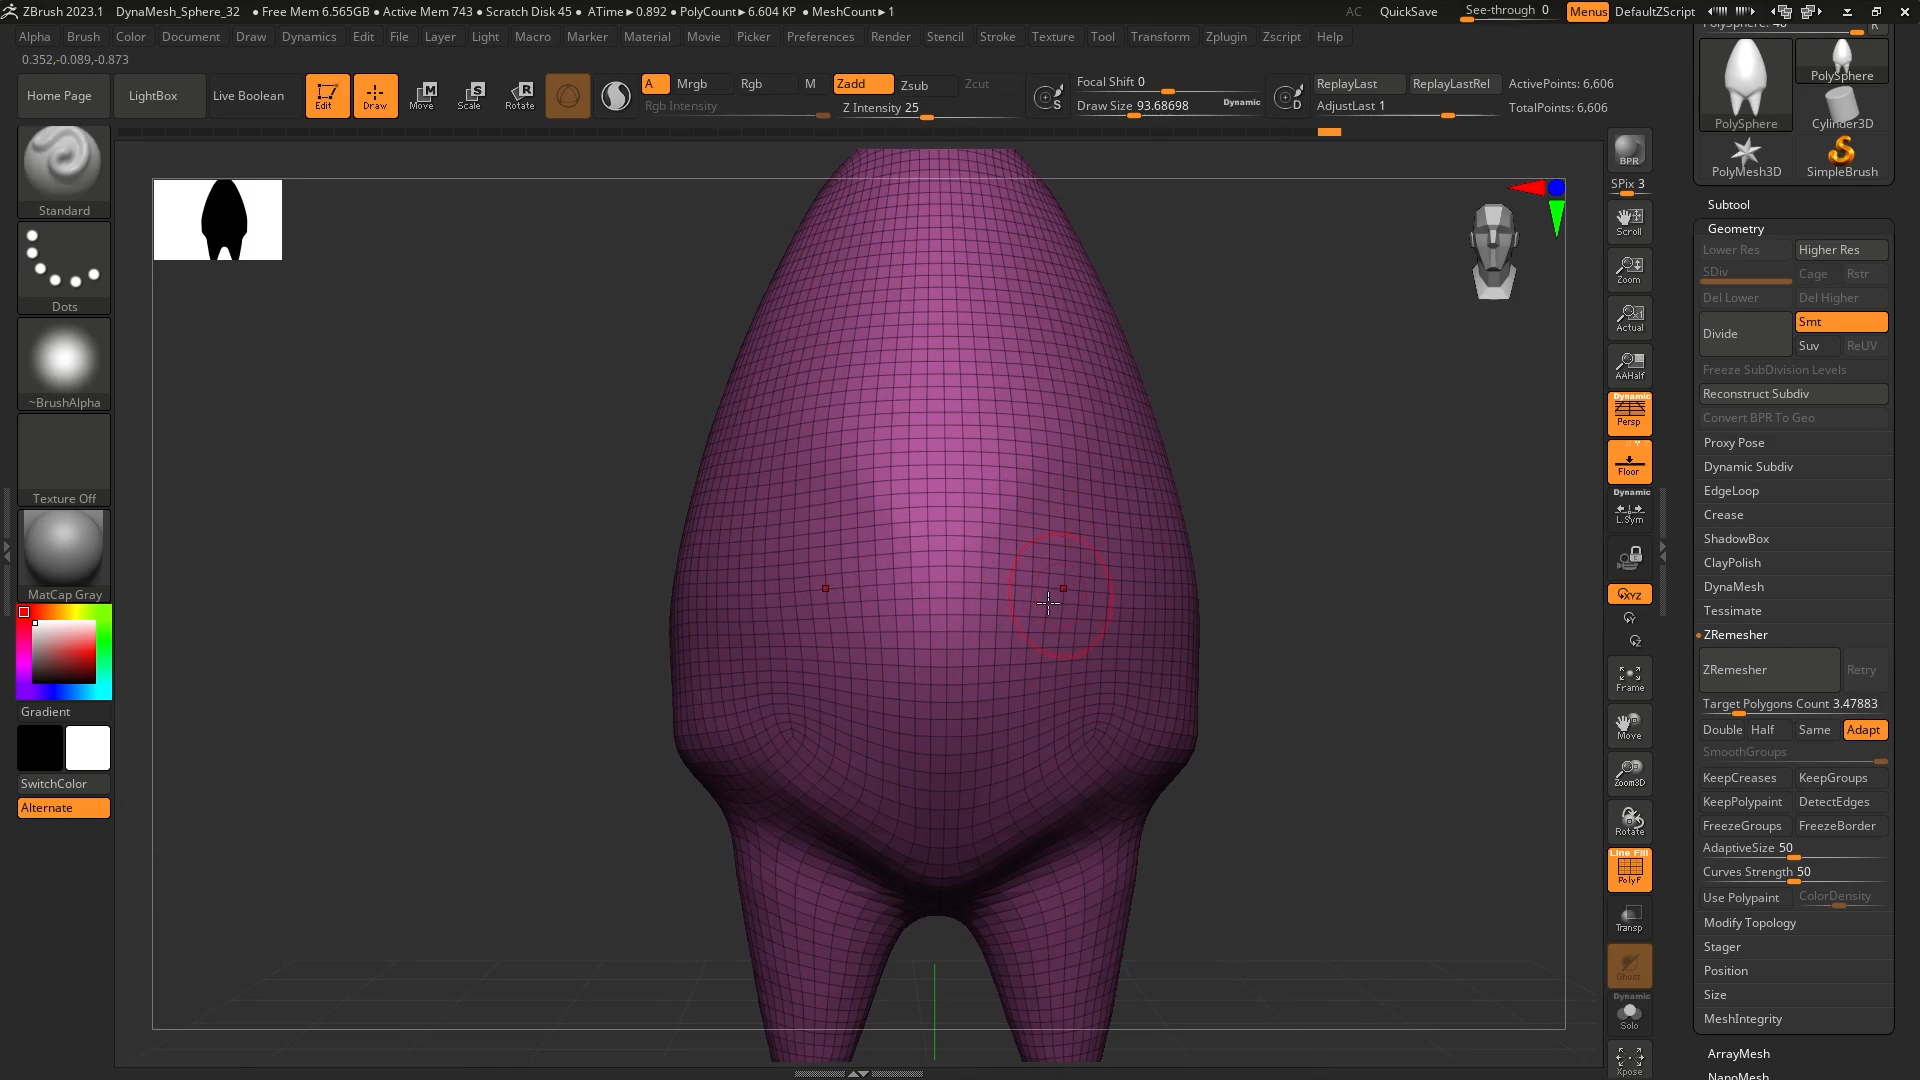 ZBrush 2023.1 DynaMesh_Sphere_32 • Free Mem 6.565GB • Active Mem 743 • Scratch Disk 45 • ATime▸0.892 • PolyCount▸6.604 KP • MeshCount▸1 AC QuickSave See-through 0 Menus DefaultZScript
Alpha Brush Color Document Draw Dynamics Edit File Layer Light Macro Marker Material Movie Picker Preferences Render Stencil Stroke Texture Tool Transform Zplugin Zscript Help
0.352,-0.089,-0.873
Home Page LightBox Live Boolean Edit Draw Move Scale Rotate
M S R
A Mrgb Rgb M Zadd Zsub Zcut
Rgb Intensity Z Intensity 25
S
Focal Shift 0
Draw Size 93.68698 Dynamic
D
ReplayLast ReplayLastRel
AdjustLast 1
ActivePoints: 6,606
TotalPoints: 6,606
Standard
Dots
~BrushAlpha
Texture Off
MatCap Gray
Gradient
SwitchColor
Alternate
BPR
SPix 3
Scroll
Zoom
Actual
AAHalf
Dynamic
Persp
Floor
Dynamic
L.Sym
XYZ
Y
Z
Frame
Move
Zoom3D
Rotate
Line Fill
PolyF
Transp
Ghost
Dynamic
Solo
Xpose
PolySphere. 48 R
PolySphere
PolySphere Cylinder3D
PolyMesh3D SimpleBrush
Subtool
Geometry
Lower Res Higher Res
SDiv Cage Rstr
Del Lower Del Higher
Divide Smt
Suv ReUV
Freeze SubDivision Levels
Reconstruct Subdiv
Convert BPR To Geo
Proxy Pose
Dynamic Subdiv
EdgeLoop
Crease
ShadowBox
ClayPolish
DynaMesh
Tessimate
ZRemesher
ZRemesher Retry
Target Polygons Count 3.47883
Double Half Same Adapt
SmoothGroups
KeepCreases KeepGroups
KeepPolypaint DetectEdges
FreezeGroups FreezeBorder
AdaptiveSize 50
Curves Strength 50
Use Polypaint ColorDensity
Modify Topology
Stager
Position
Size
MeshIntegrity
ArrayMesh
NanoMesh